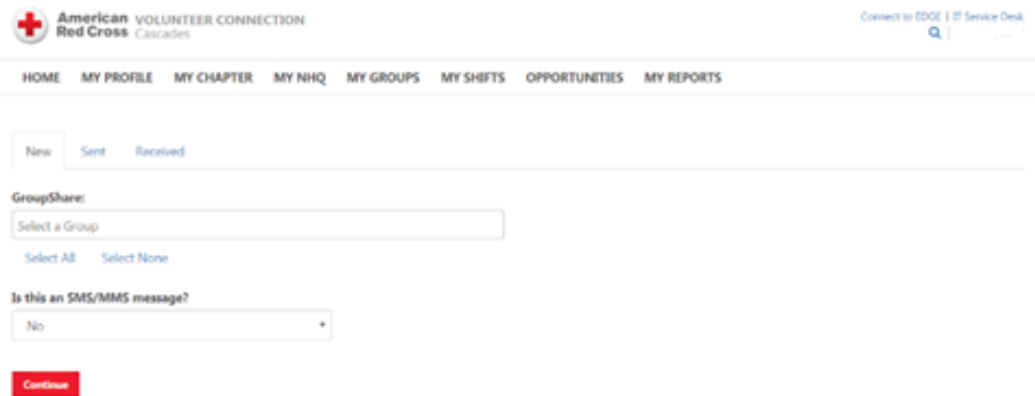 American VOLUNTEER CONNECTION
Red Cross Cascades
Connect to EDGE | IT Service Desk
HOME MY PROFILE MY CHAPTER MY NHQ MY GROUPS MY SHIFTS OPPORTUNITIES MY REPORTS
New Sent Received
GroupShare:
Select a Group
Select All Select None
Is this an SMS/MMS message?
No
Continue